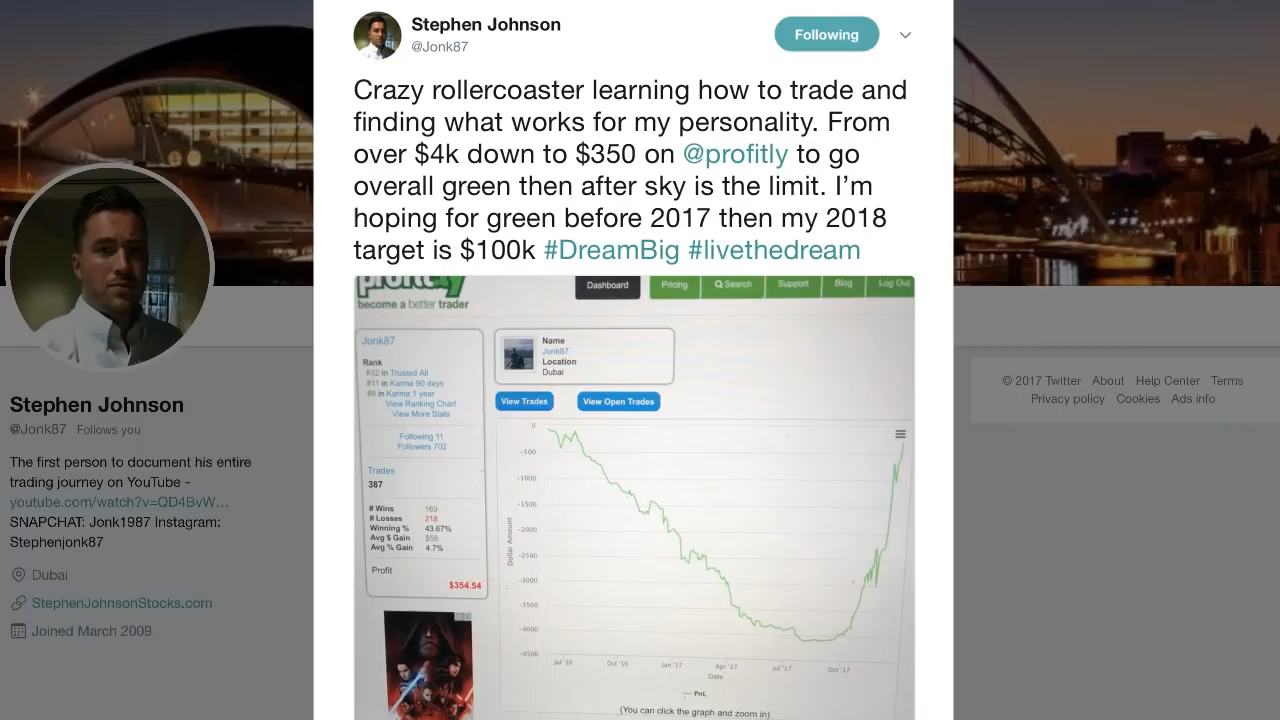 Stephen Johnson
@Jonk87
Following
Crazy rollercoaster learning how to trade and
finding what works for my personality. From
over $4k down to $350 on @profitly to go
overall green then after sky is the limit. I’m
hoping for green before 2017 then my 2018
target is $100k #DreamBig #livethedream
profit.ly
become a better trader
Dashboard
Pricing
Search
Support
Blog
Log Out
Jonk87
Rank
#32 in Trusted All
#11 in Karma 90 days
#8 in Karma 1 year
View Ranking Chart
View More Stats
Following 11
Followers 702
Trades
387
# Wins 169
# Losses 218
Winning % 43.67%
Avg $ Gain $58
Avg % Gain 4.7%
Profit
$354.54
Name
Jonk87
Location
Dubai
View Trades
View Open Trades
0
-500
-1000
-1500
-2000
-2500
-3000
-3500
-4000
-4500
Dollar Amount
Jul '16
Oct '16
Jan '17
Apr '17
Jul '17
Oct '17
Date
PnL
(You can click the graph and zoom in)
Stephen Johnson
@Jonk87 Follows you
The first person to document his entire
trading journey on YouTube -
youtube.com/watch?v=QD4BvW…
SNAPCHAT: Jonk1987 Instagram:
Stephenjonk87
Dubai
StephenJohnsonStocks.com
Joined March 2009
© 2017 Twitter About Help Center Terms
Privacy policy Cookies Ads info